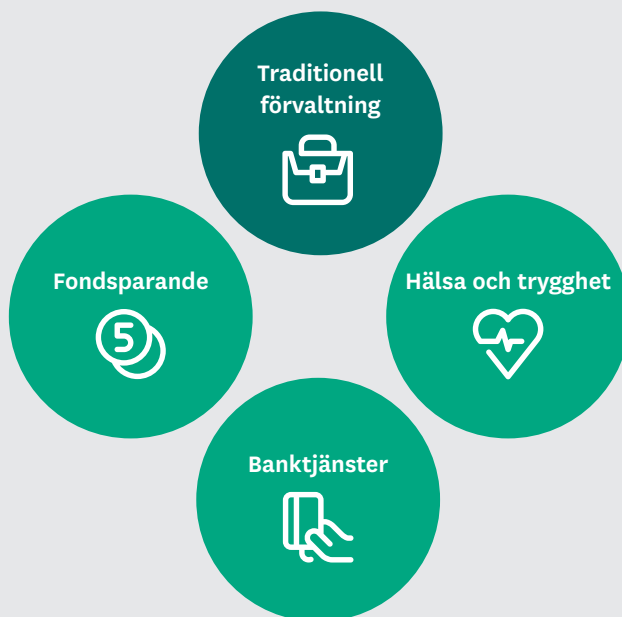 Traditionell
förvaltning
Fondsparande
5
Hälsa och trygghet
Banktjänster